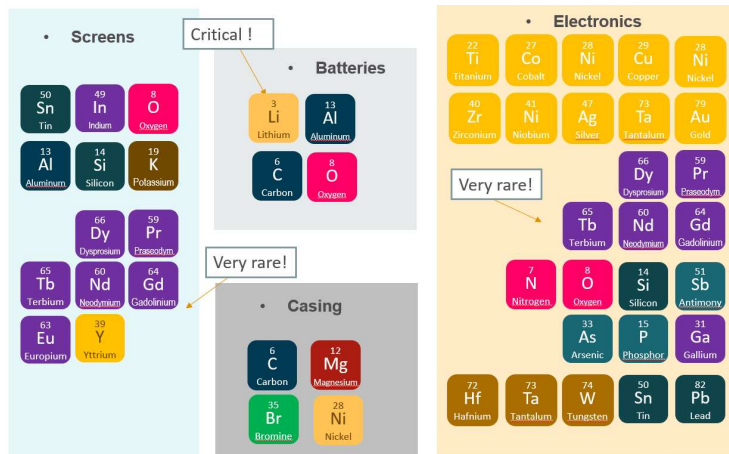 • Screens
50
Sn
Tin
49
In
Indium
8
O
Oxygen
13
Al
Aluminum
14
Si
Silicon
19
K
Potassium
66
Dy
Dysprosium
59
Pr
Praseodym
65
Tb
Terbium
60
Nd
Neodymium
64
Gd
Gadolinium
63
Eu
Europium
39
Y
Yttrium
Critical !
• Batteries
3
Li
Lithium
13
Al
Aluminum
6
C
Carbon
8
O
Oxygen
Very rare!
• Casing
6
C
Carbon
12
Mg
Magnesium
35
Br
Bromine
28
Ni
Nickel
• Electronics
22
Ti
Titanium
27
Co
Cobalt
28
Ni
Nickel
29
Cu
Copper
28
Ni
Nickel
40
Zr
Zirconium
41
Ni
Niobium
47
Ag
Silver
73
Ta
Tantalum
79
Au
Gold
66
Dy
Dysprosium
59
Pr
Praseodym
Very rare!
65
Tb
Terbium
60
Nd
Neodymium
64
Gd
Gadolinium
7
N
Nitrogen
8
O
Oxygen
14
Si
Silicon
51
Sb
Antimony
33
As
Arsenic
15
P
Phosphor
31
Ga
Gallium
72
Hf
Hafnium
73
Ta
Tantalum
74
W
Tungsten
50
Sn
Tin
82
Pb
Lead